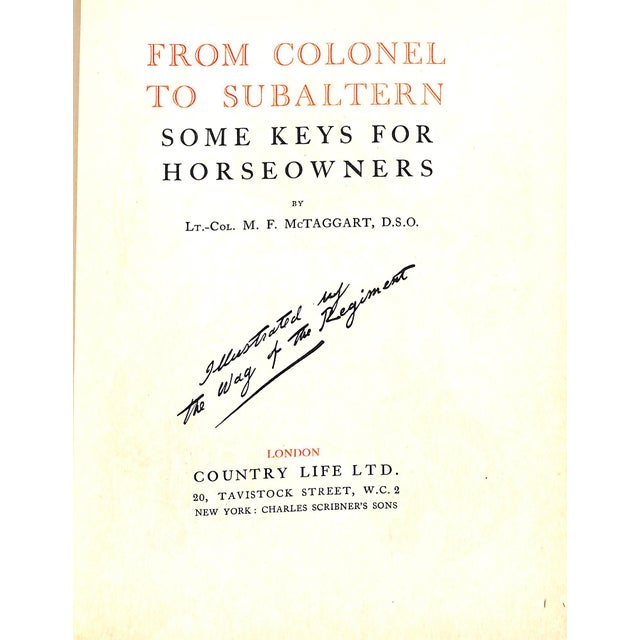 FROM COLONEL
TO SUBALTERN
SOME KEYS FOR
HORSEOWNERS
BY
LT.-COL. M. F. McTAGGART, D.S.O.
Illustrated by
the Wag of the Regiment
LONDON
COUNTRY LIFE LTD.
20, TAVISTOCK STREET, W.C. 2
NEW YORK: CHARLES SCRIBNER'S SONS